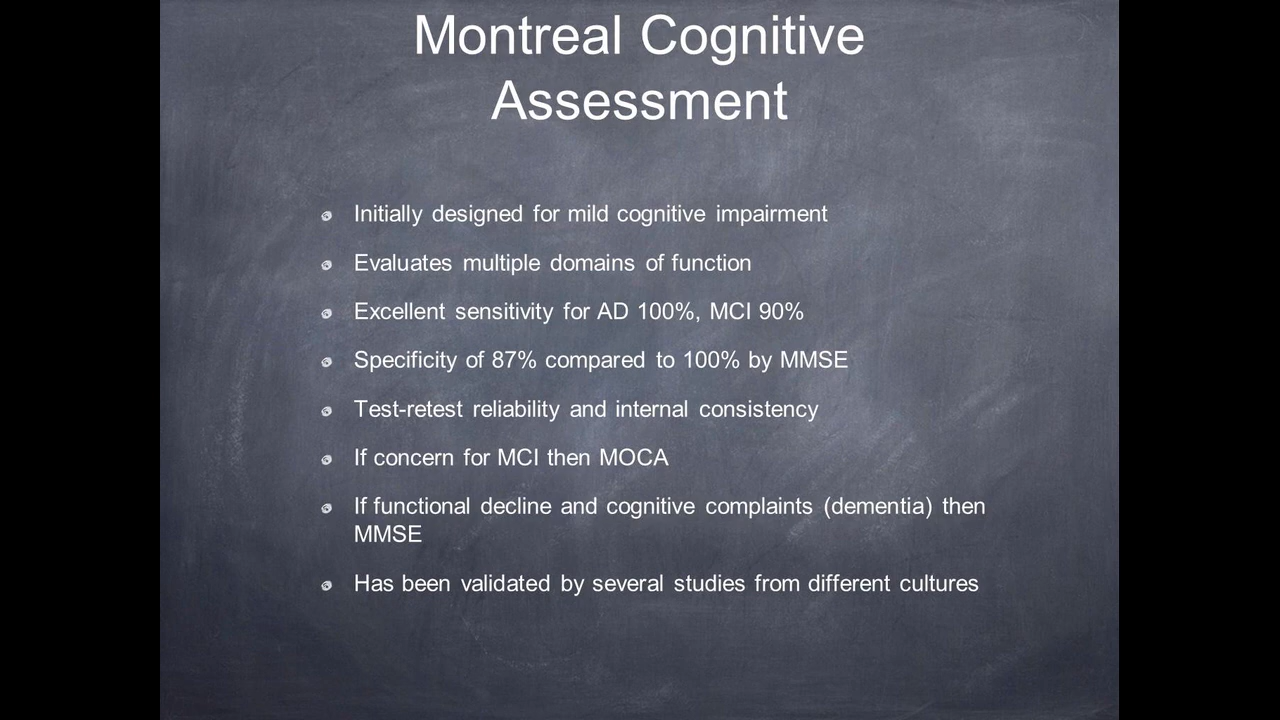 Montreal Cognitive
Assessment
Initially designed for mild cognitive impairment
Evaluates multiple domains of function
Excellent sensitivity for AD 100%, MCI 90%
Specificity of 87% compared to 100% by MMSE
Test-retest reliability and internal consistency
If concern for MCI then MOCA
If functional decline and cognitive complaints (dementia) then
MMSE
Has been validated by several studies from different cultures